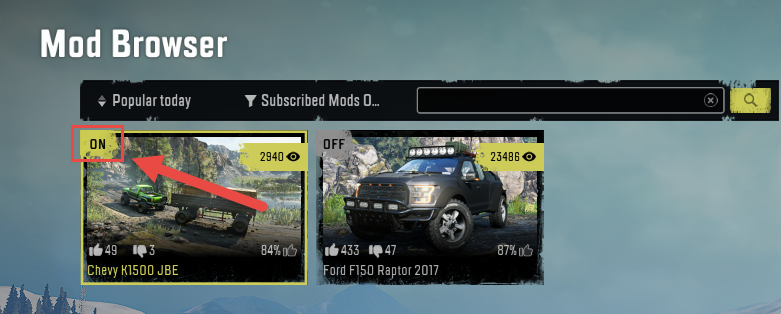 Mod Browser
Popular today
Subscribed Mods O...
ON
2940
OFF
23486
49
3
84%
433
47
87%
Chevy K1500 JBE
Ford F150 Raptor 2017